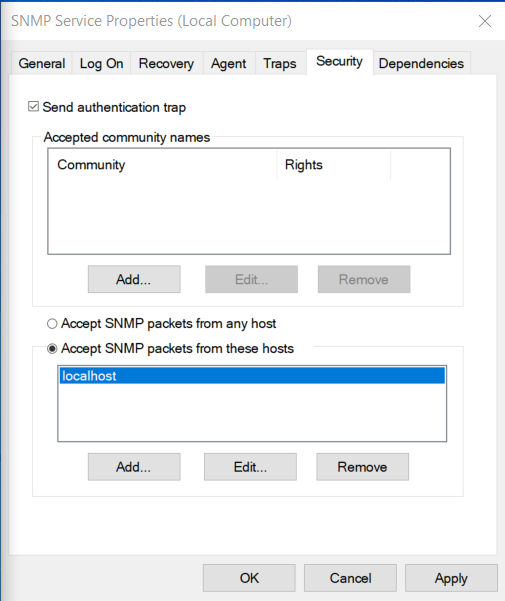 SNMP Service Properties (Local Computer)
General Log On Recovery Agent Traps Security Dependencies
Send authentication trap
Accepted community names
Community Rights
Add... Edit... Remove
Accept SNMP packets from any host
Accept SNMP packets from these hosts
localhost
Add... Edit... Remove
OK Cancel Apply